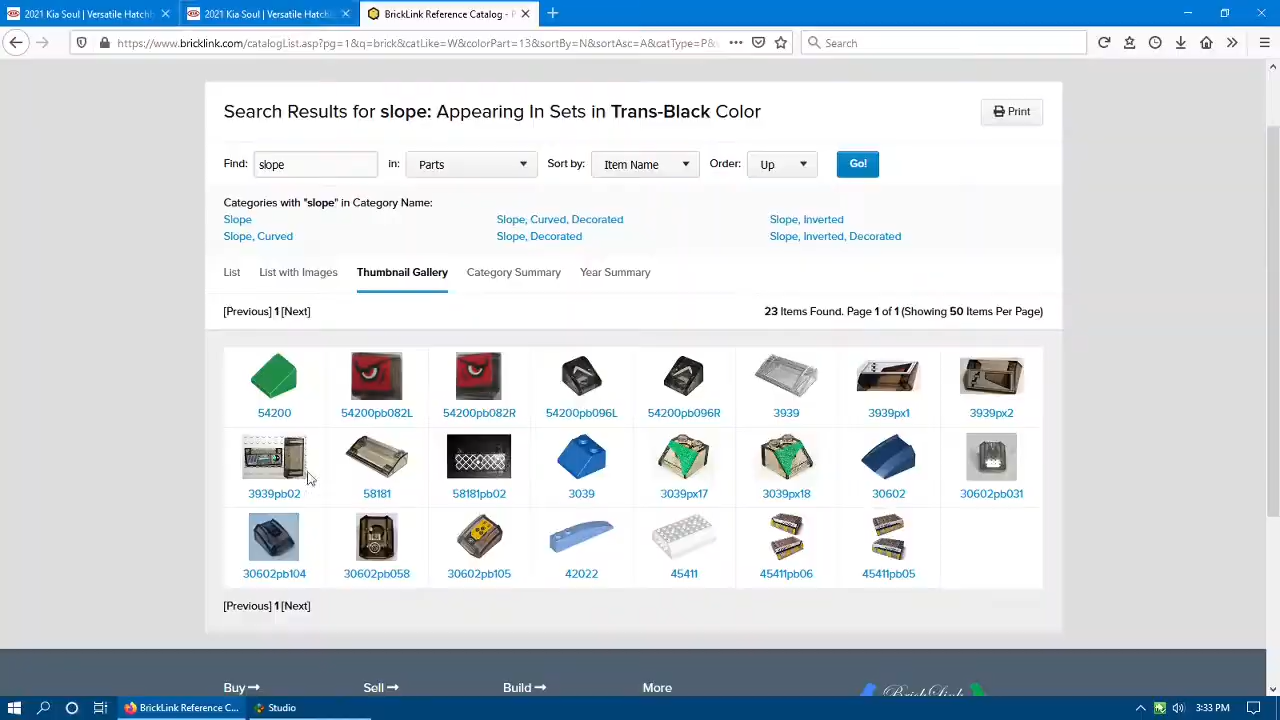 2021 Kia Soul | Versatile Hatchb
2021 Kia Soul | Versatile Hatchb
BrickLink Reference Catalog - P
https://www.bricklink.com/catalogList.asp?pg=1&q=brick&catLike=W&colorPart=13&sortBy=N&sortAsc=A&catType=P&v
Search
Search Results for slope: Appearing In Sets in Trans-Black Color
Print
Find: slope in: Parts Sort by: Item Name Order: Up Go!
Categories with "slope" in Category Name:
Slope Slope, Curved, Decorated Slope, Inverted
Slope, Curved Slope, Decorated Slope, Inverted, Decorated
List List with Images Thumbnail Gallery Category Summary Year Summary
[Previous] 1 [Next] 23 Items Found. Page 1 of 1 (Showing 50 Items Per Page)
54200 54200pb082L 54200pb082R 54200pb096L 54200pb096R 3939 3939px1 3939px2
3939pb02 58181 58181pb02 3039 3039px17 3039px18 30602 30602pb031
30602pb104 30602pb058 30602pb105 42022 45411 45411pb06 45411pb05
[Previous] 1 [Next]
Buy Sell Build More
BrickLink
BrickLink Reference C... Studio 3:33 PM